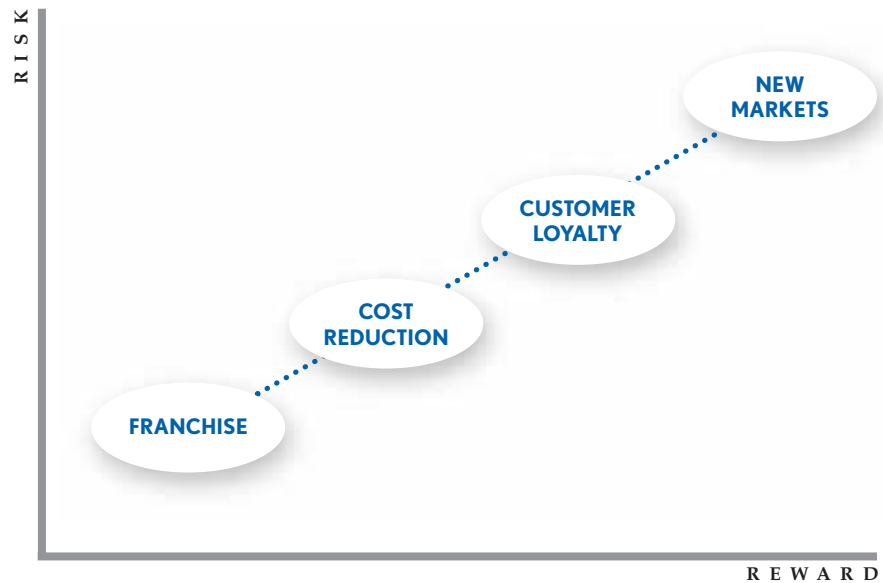 RISK
NEW
MARKETS
CUSTOMER
LOYALTY
COST
REDUCTION
FRANCHISE
REWARD